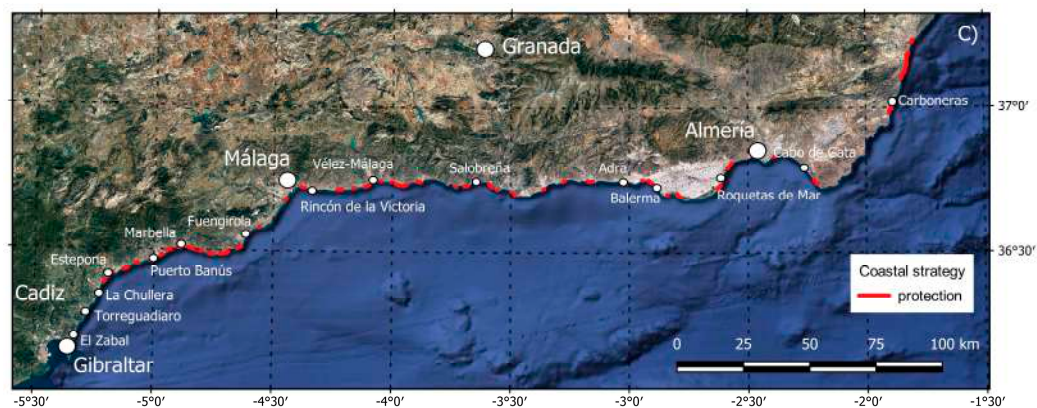 C)
Granada
37°0'
Carboneras
Almería
Cabo de Gata
Málaga
Vélez-Málaga
Salobreña
Adra
Balerma
Roquetas de Mar
Rincón de la Victoria
Fuengirola
Marbella
Puerto Banús
Estepona
36°30'
Cadiz
La Chullera
Torreguadiaro
El Zabal
Gibraltar
Coastal strategy
protection
0 25 50 75 100 km
-5°30' -5°0' -4°30' -4°0' -3°30' -3°0' -2°30' -2°0' -1°30'